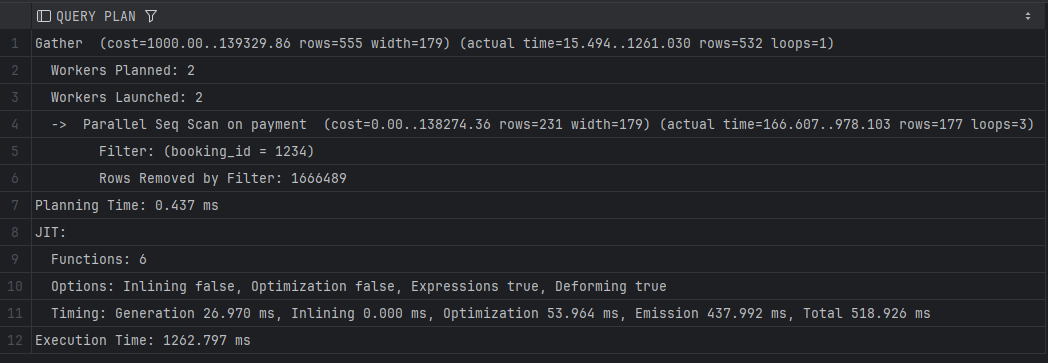 QUERY PLAN
1 Gather  (cost=1000.00..139329.86 rows=555 width=179) (actual time=15.494..1261.030 rows=532 loops=1)
2   Workers Planned: 2
3   Workers Launched: 2
4   ->  Parallel Seq Scan on payment  (cost=0.00..138274.36 rows=231 width=179) (actual time=166.607..978.103 rows=177 loops=3)
5         Filter: (booking_id = 1234)
6         Rows Removed by Filter: 1666489
7 Planning Time: 0.437 ms
8 JIT:
9   Functions: 6
10   Options: Inlining false, Optimization false, Expressions true, Deforming true
11   Timing: Generation 26.970 ms, Inlining 0.000 ms, Optimization 53.964 ms, Emission 437.992 ms, Total 518.926 ms
12 Execution Time: 1262.797 ms